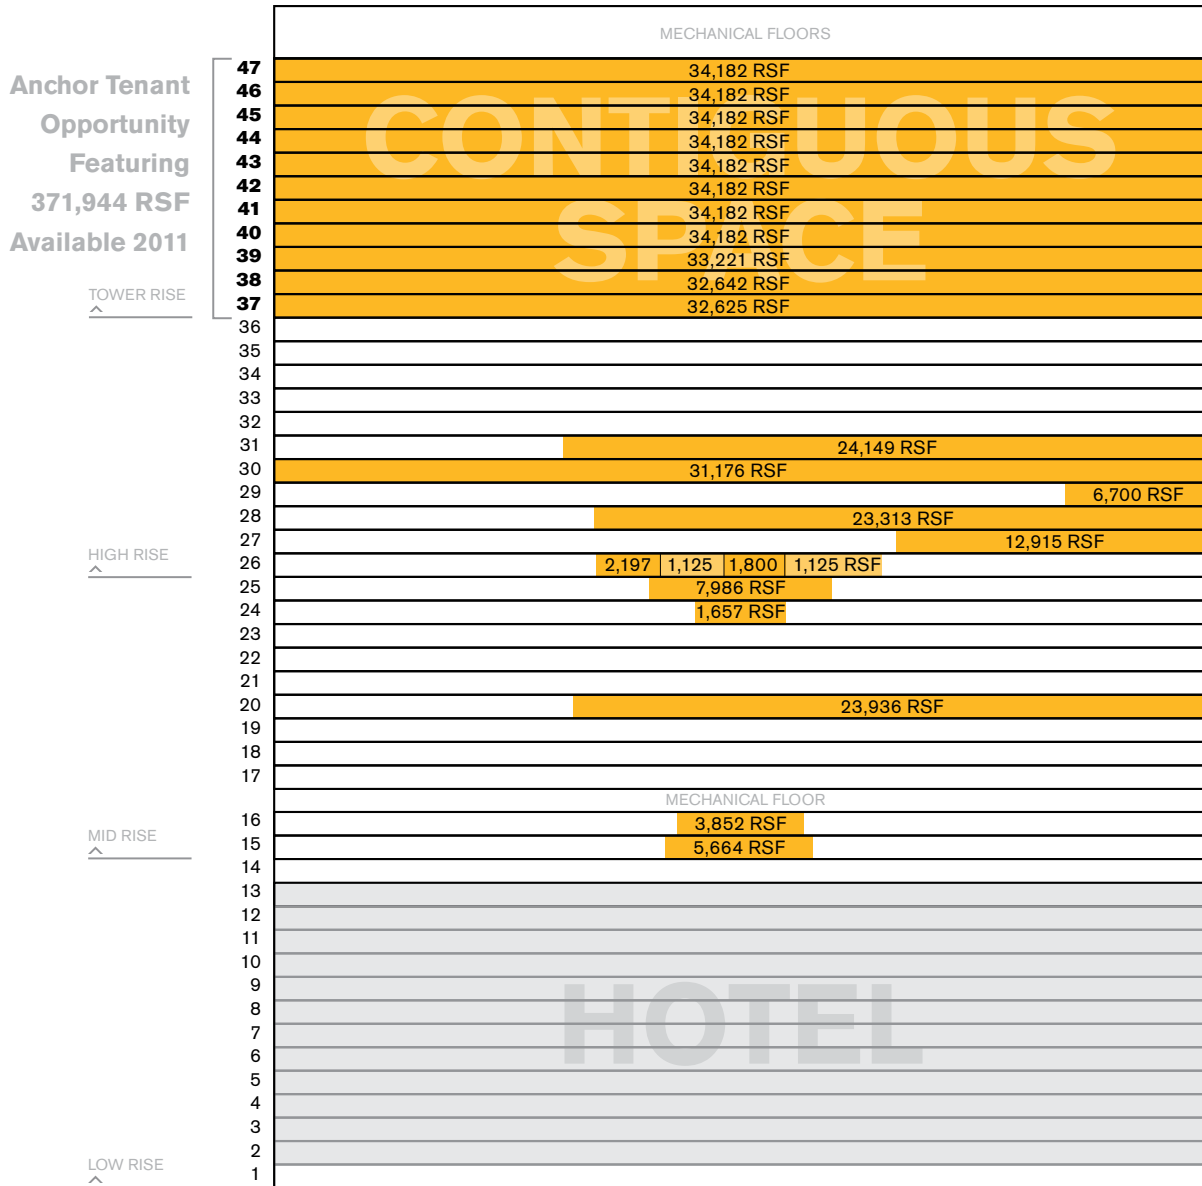 MECHANICAL FLOORS
Anchor Tenant
Opportunity
Featuring
371,944 RSF
Available 2011
CONTIGUOUS
SPACE
47 34,182 RSF
46 34,182 RSF
45 34,182 RSF
44 34,182 RSF
43 34,182 RSF
42 34,182 RSF
41 34,182 RSF
40 34,182 RSF
39 33,221 RSF
38 32,642 RSF
TOWER RISE
37 32,625 RSF
36
35
34
33
32
31 24,149 RSF
30 31,176 RSF
29 6,700 RSF
28 23,313 RSF
27 12,915 RSF
HIGH RISE
26 2,197 1,125 1,800 1,125 RSF
25 7,986 RSF
24 1,657 RSF
23
22
21
20 23,936 RSF
19
18
17
MECHANICAL FLOOR
16 3,852 RSF
MID RISE
15 5,664 RSF
14
13
12
11
10
9
8
HOTEL
7
6
5
4
3
2
LOW RISE
1